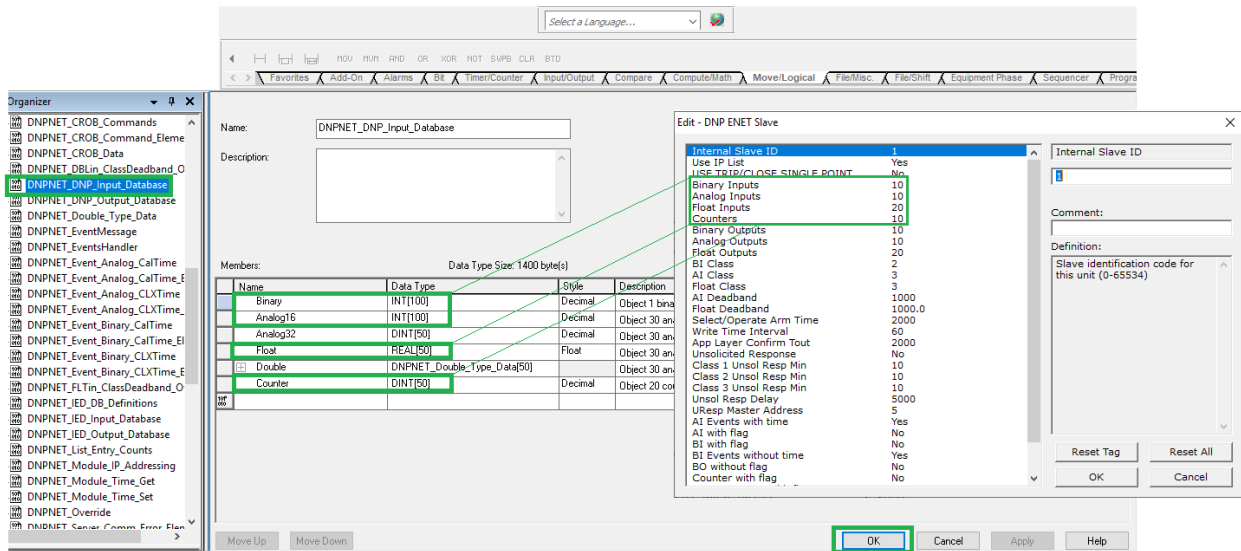 Select a Language...
MOV MVM AND OR XOR NOT SWPB CLR BTD
Favorites Add-On Alarms Bit Timer/Counter Input/Output Compare Compute/Math Move/Logical File/Misc. File/Shift Equipment Phase Sequencer Progra
Organizer
DNPNET_CROB_Commands
DNPNET_CROB_Command_Eleme
DNPNET_CROB_Data
DNPNET_DBLin_ClassDeadband_O
DNPNET_DNP_Input_Database
DNPNET_DNP_Output_Database
DNPNET_Double_Type_Data
DNPNET_EventMessage
DNPNET_EventsHandler
DNPNET_Event_Analog_CalTime
DNPNET_Event_Analog_CalTime_E
DNPNET_Event_Analog_CLXTime
DNPNET_Event_Analog_CLXTime_
DNPNET_Event_Binary_CalTime
DNPNET_Event_Binary_CalTime_El
DNPNET_Event_Binary_CLXTime
DNPNET_Event_Binary_CLXTime_E
DNPNET_FLTin_ClassDeadband_O
DNPNET_IED_DB_Definitions
DNPNET_IED_Input_Database
DNPNET_IED_Output_Database
DNPNET_List_Entry_Counts
DNPNET_Module_IP_Addressing
DNPNET_Module_Time_Get
DNPNET_Module_Time_Set
DNPNET_Override
DNPNET_Server_Comm_Error_Elen
Name: DNPNET_DNP_Input_Database
Description:
Members: Data Type Size: 1400 byte(s)
Name Data Type Style Description
Binary INT[100] Decimal Object 1 bina
Analog16 INT[100] Decimal Object 30 an
Analog32 DINT[50] Decimal Object 30 an
Float REAL[50] Float Object 30 an
Double DNPNET_Double_Type_Data[50] Object 30 an
Counter DINT[50] Decimal Object 20 cou
Move Up Move Down OK Cancel Apply Help
Edit - DNP ENET Slave
Internal Slave ID 1
Use IP List Yes
USE TRIP/CLOSE SINGLE POINT No
Binary Inputs 10
Analog Inputs 10
Float Inputs 20
Counters 10
Binary Outputs 10
Analog Outputs 10
Float Outputs 20
BI Class 2
AI Class 3
Float Class 3
AI Deadband 1000
Float Deadband 1000.0
Select/Operate Arm Time 2000
Write Time Interval 60
App Layer Confirm Tout 2000
Unsolicited Response No
Class 1 Unsol Resp Min 10
Class 2 Unsol Resp Min 10
Class 3 Unsol Resp Min 10
Unsol Resp Delay 5000
UResp Master Address 5
AI Events with time Yes
AI with flag No
BI with flag No
BI Events without time Yes
BO without flag No
Counter with flag No
Internal Slave ID
1
Comment:
Definition:
Slave identification code for
this unit (0-65534)
Reset Tag Reset All
OK Cancel